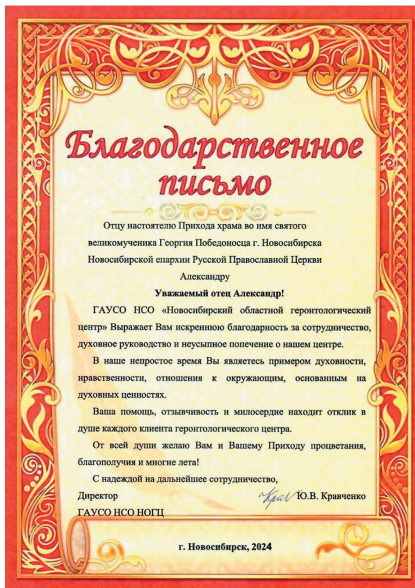 Благодарственное
письмо
Отцу настоятелю Прихода храма во имя святого
великомученика Георгия Победоносца г. Новосибирска
Новосибирской епархии Русской Православной Церкви
Александру
Уважаемый отец Александр!
ГАУСО НСО «Новосибирский областной геронтологический
центр» Выражает Вам искреннюю благодарность за сотрудничество,
духовное руководство и неусыпное попечение о нашем центре.
В наше непростое время Вы являетесь примером духовности,
нравственности, отношения к окружающим, основанным на
духовных ценностях.
Ваша помощь, отзывчивость и милосердие находит отклик в
душе каждого клиента геронтологического центра.
От всей души желаю Вам и Вашему Приходу процветания,
благополучия и многие лета!
С надеждой на дальнейшее сотрудничество,
Директор Ю.В. Кравченко
ГАУСО НСО НОГЦ
г. Новосибирск, 2024